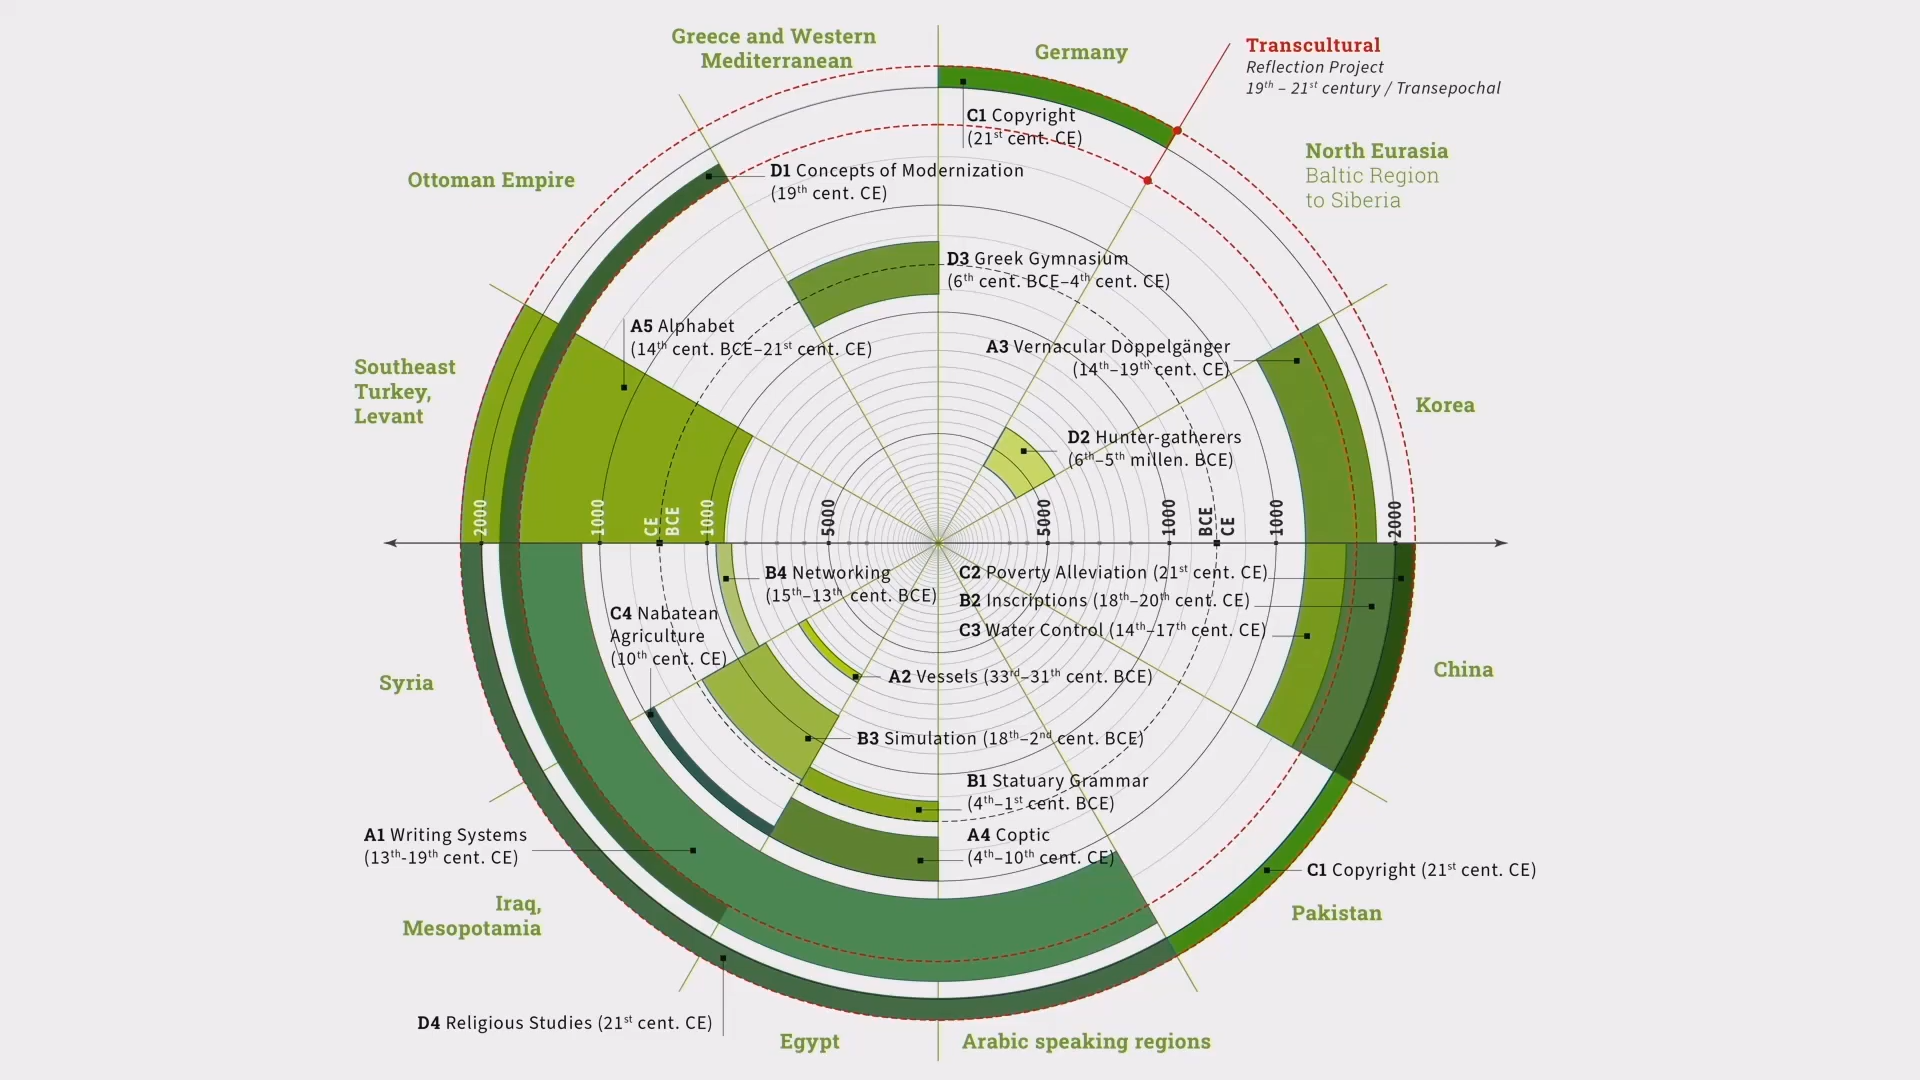 Greece and Western
Mediterranean
Germany
Transcultural
Reflection Project
19th – 21st century / Transepochal
C1 Copyright
(21st cent. CE)
North Eurasia
Baltic Region
to Siberia
Ottoman Empire
D1 Concepts of Modernization
(19th cent. CE)
D3 Greek Gymnasium
(6th cent. BCE–4th cent. CE)
A5 Alphabet
(14th cent. BCE–21st cent. CE)
A3 Vernacular Doppelgänger
(14th–19th cent. CE)
Southeast
Turkey,
Levant
Korea
D2 Hunter-gatherers
(6th–5th millen. BCE)
2000
1000
CE
BCE
1000
5000
5000
1000
BCE
CE
1000
2000
B4 Networking
(15th–13th cent. BCE)
C2 Poverty Alleviation (21st cent. CE)
B2 Inscriptions (18th–20th cent. CE)
C3 Water Control (14th–17th cent. CE)
C4 Nabatean
Agriculture
(10th cent. CE)
Syria
China
A2 Vessels (33rd–31th cent. BCE)
B3 Simulation (18th–2nd cent. BCE)
B1 Statuary Grammar
(4th–1st cent. BCE)
A1 Writing Systems
(13th-19th cent. CE)
A4 Coptic
(4th–10th cent. CE)
C1 Copyright (21st cent. CE)
Iraq,
Mesopotamia
Pakistan
D4 Religious Studies (21st cent. CE)
Egypt
Arabic speaking regions